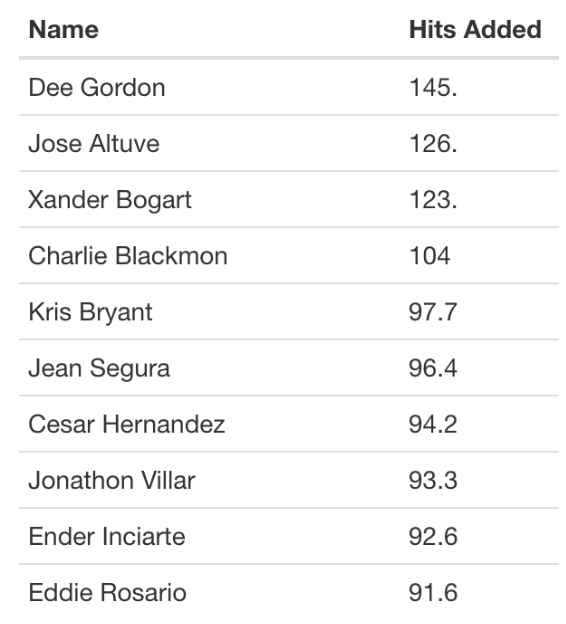 Name Hits Added
Dee Gordon 145.
Jose Altuve 126.
Xander Bogart 123.
Charlie Blackmon 104
Kris Bryant 97.7
Jean Segura 96.4
Cesar Hernandez 94.2
Jonathon Villar 93.3
Ender Inciarte 92.6
Eddie Rosario 91.6